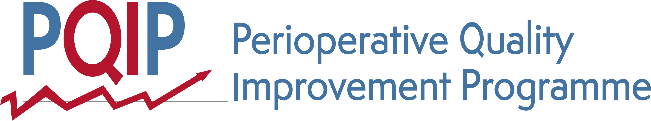 PQIP
Perioperative Quality
Improvement Programme